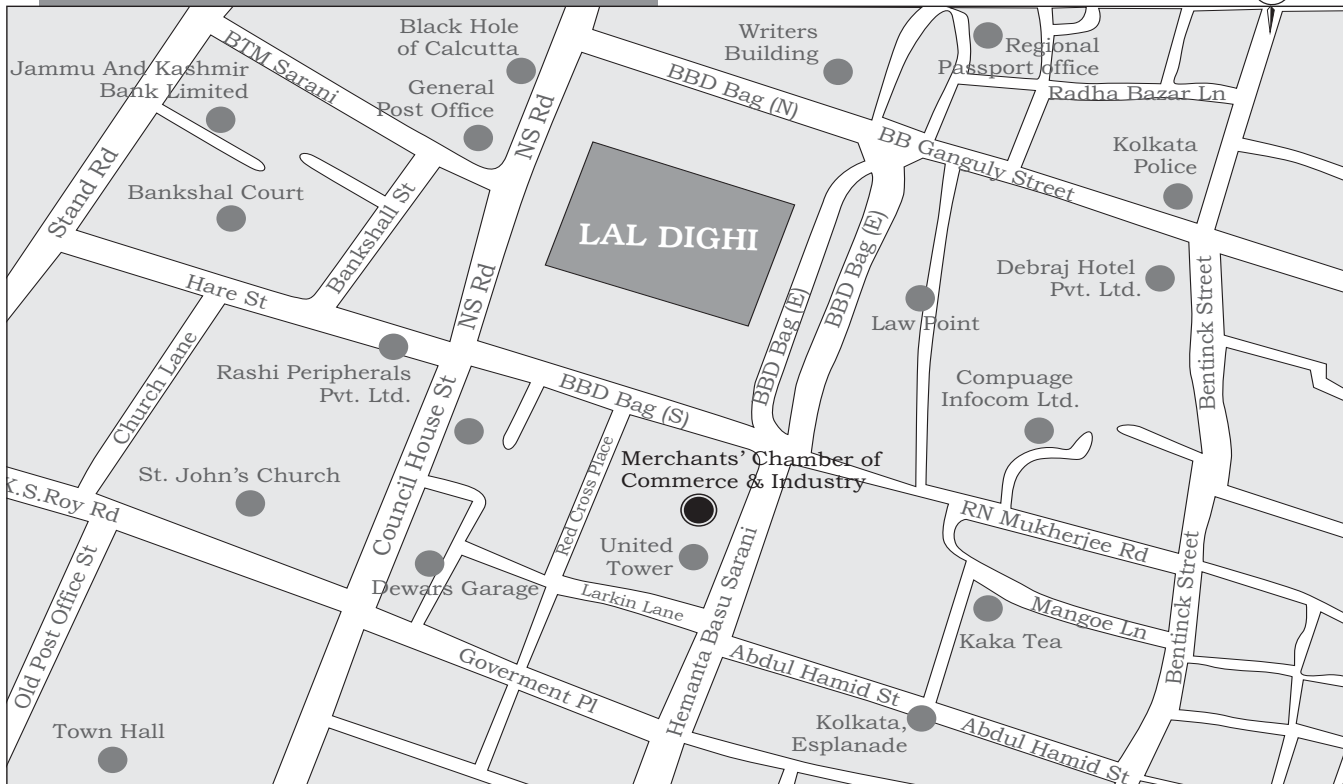 Black Hole
of Calcutta
Writers
Building
Regional
Passport office
BTM Sarani
Jammu And Kashmir
Bank Limited
General
Post Office
NS Rd
BBD Bag (N)
Radha Bazar Ln
BB Ganguly Street
Kolkata
Police
Stand Rd
Bankshal Court
Bankshall St
LAL DIGHI
BBD Bag (E)
BBD Bag (E)
Debraj Hotel
Pvt. Ltd.
Bentinck Street
Hare St
NS Rd
Law Point
Church Lane
Rashi Peripherals
Pvt. Ltd.
BBD Bag (S)
Compuage
Infocom Ltd.
Council House St
Red Cross Place
Merchants' Chamber of
Commerce & Industry
St. John's Church
K.S.Roy Rd
RN Mukherjee Rd
United
Tower
Hemanta Basu Sarani
Bentinck Street
Old Post Office St
Dewars Garage
Larkin Lane
Mangoe Ln
Kaka Tea
Goverment Pl
Abdul Hamid St
Kolkata,
Esplanade
Abdul Hamid St
Town Hall